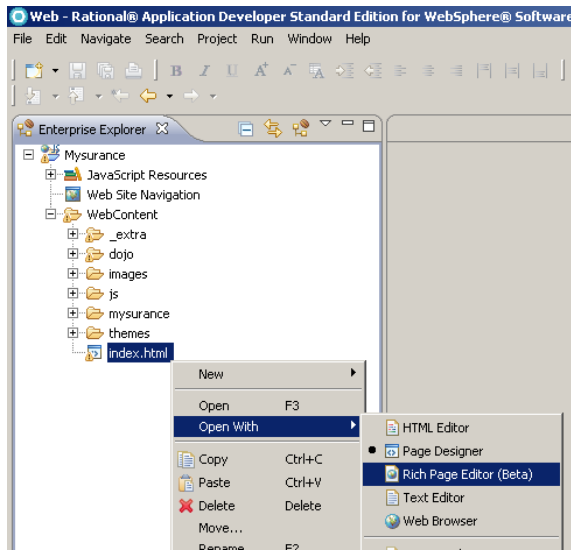 Web - Rational® Application Developer Standard Edition for WebSphere® Software
File Edit Navigate Search Project Run Window Help
B I U A A
Enterprise Explorer
Mysurance
JavaScript Resources
Web Site Navigation
WebContent
_extra
dojo
images
js
mysurance
themes
index.html
New
Open F3
Open With
HTML Editor
Page Designer
Copy Ctrl+C
Rich Page Editor (Beta)
Paste Ctrl+V
Text Editor
Delete Delete
Web Browser
Move...
Rename F2